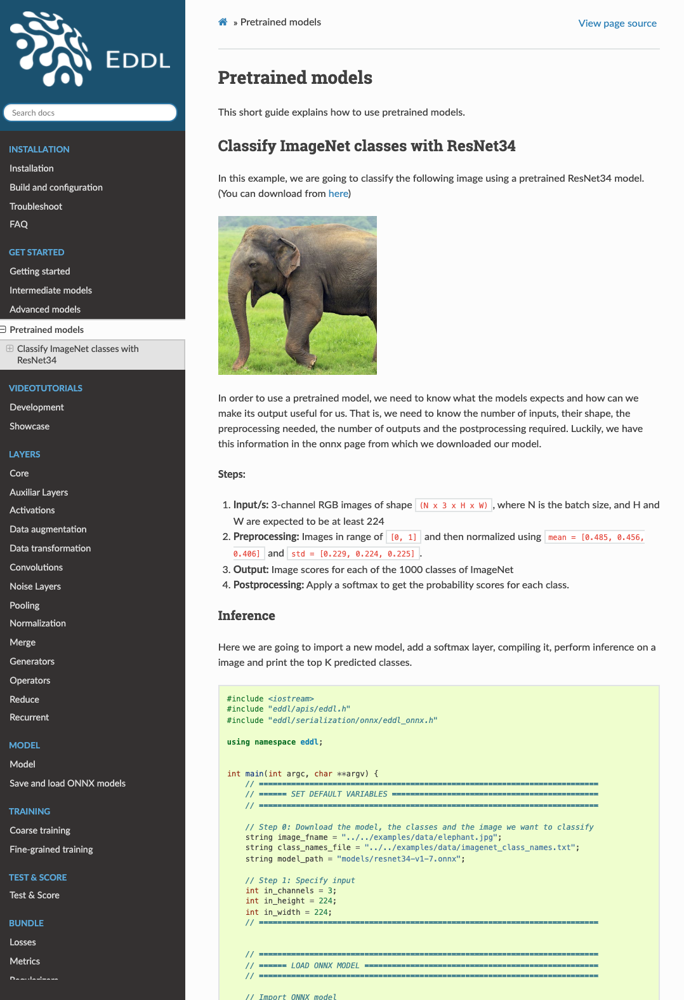 EDDL
Search docs
INSTALLATION
Installation
Build and configuration
Troubleshoot
FAQ
GET STARTED
Getting started
Intermediate models
Advanced models
Pretrained models
Classify ImageNet classes with
ResNet34
VIDEOTUTORIALS
Development
Showcase
LAYERS
Core
Auxiliar Layers
Activations
Data augmentation
Data transformation
Convolutions
Noise Layers
Pooling
Normalization
Merge
Generators
Operators
Reduce
Recurrent
MODEL
Model
Save and load ONNX models
TRAINING
Coarse training
Fine-grained training
TEST & SCORE
Test & Score
BUNDLE
Losses
Metrics
Regularizers
» Pretrained models
View page source
Pretrained models
This short guide explains how to use pretrained models.
Classify ImageNet classes with ResNet34
In this example, we are going to classify the following image using a pretrained ResNet34 model.
(You can download from here)
In order to use a pretrained model, we need to know what the models expects and how can we
make its output useful for us. That is, we need to know the number of inputs, their shape, the
preprocessing needed, the number of outputs and the postprocessing required. Luckily, we have
this information in the onnx page from which we downloaded our model.
Steps:
1. Input/s: 3-channel RGB images of shape (N x 3 x H x W) , where N is the batch size, and H and
W are expected to be at least 224
2. Preprocessing: Images in range of [0, 1] and then normalized using mean = [0.485, 0.456,
0.406] and std = [0.229, 0.224, 0.225] .
3. Output: Image scores for each of the 1000 classes of ImageNet
4. Postprocessing: Apply a softmax to get the probability scores for each class.
Inference
Here we are going to import a new model, add a softmax layer, compiling it, perform inference on a
image and print the top K predicted classes.
#include <iostream>
#include "eddl/apis/eddl.h"
#include "eddl/serialization/onnx/eddl_onnx.h"
using namespace eddl;
int main(int argc, char **argv) {
// ==========================================================================
// ====== SET DEFAULT VARIABLES =============================================
// ==========================================================================
// Step 0: Download the model, the classes and the image we want to classify
string image_fname = "../../examples/data/elephant.jpg";
string class_names_file = "../../examples/data/imagenet_class_names.txt";
string model_path = "models/resnet34-v1-7.onnx";
// Step 1: Specify input
int in_channels = 3;
int in_height = 224;
int in_width = 224;
// ==========================================================================
// ==========================================================================
// ====== LOAD ONNX MODEL ===================================================
// ==========================================================================
// Import ONNX model